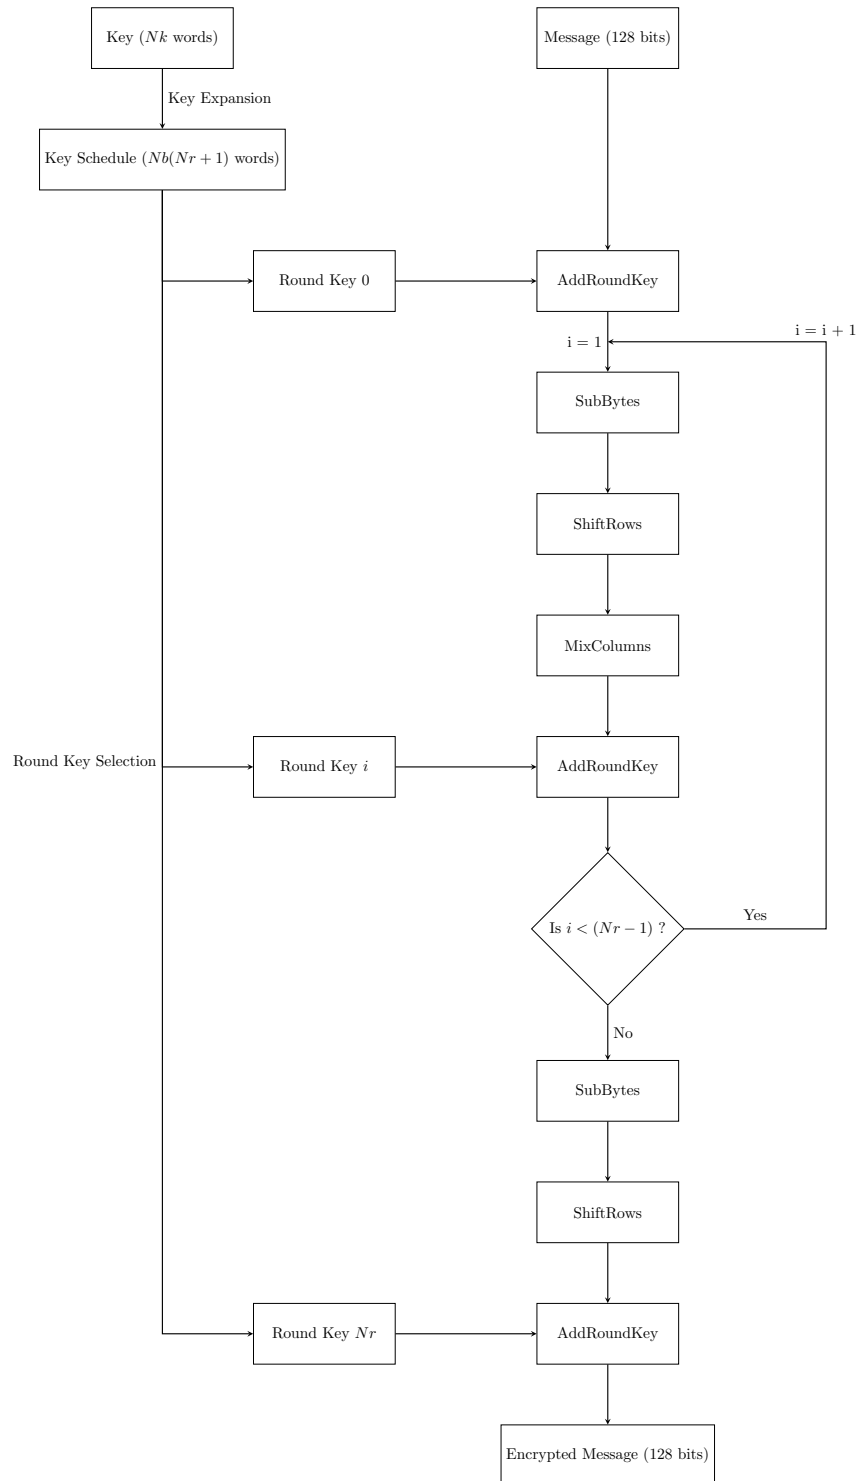 Key (Nk words)
Message (128 bits)
Key Expansion
Key Schedule (Nb(Nr + 1) words)
Round Key 0
AddRoundKey
i = i + 1
i = 1
SubBytes
ShiftRows
MixColumns
Round Key Selection
Round Key i
AddRoundKey
Is i < (Nr − 1) ?
Yes
No
SubBytes
ShiftRows
Round Key Nr
AddRoundKey
Encrypted Message (128 bits)